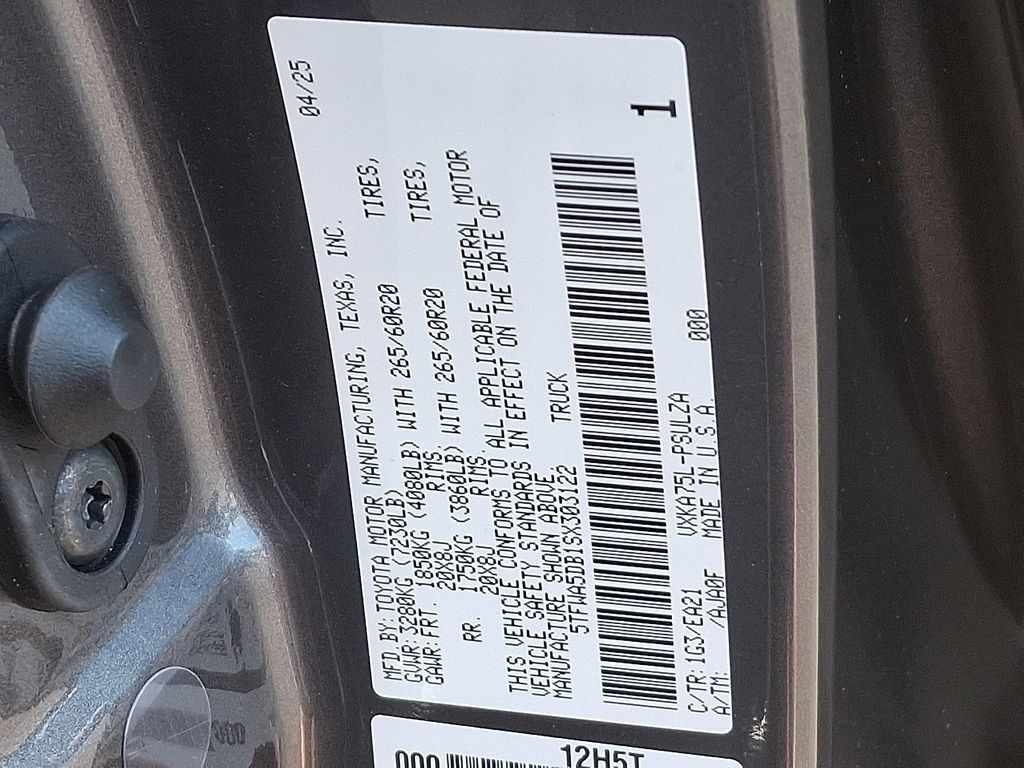 04/25
MFD BY: TOYOTA MOTOR MANUFACTURING, TEXAS, INC.
GVWR: 3280KG (7230LB)
GAWR: FRT. 1850KG (4080LB) WITH 265/60R20 TIRES,
20X8J RIMS.
RR. 1750KG (3860LB) WITH 265/60R20 TIRES,
20X8J RIMS.
THIS VEHICLE CONFORMS TO ALL APPLICABLE FEDERAL MOTOR
VEHICLE SAFETY STANDARDS IN EFFECT ON THE DATE OF
MANUFACTURE SHOWN ABOVE.
5TFWA5DB1SX303122 TRUCK
1
C/TR: 1G3/EA21 VXKA75L-PSULZA 000
A/TM: /AJA0F MADE IN U.S.A.
000
12H5T